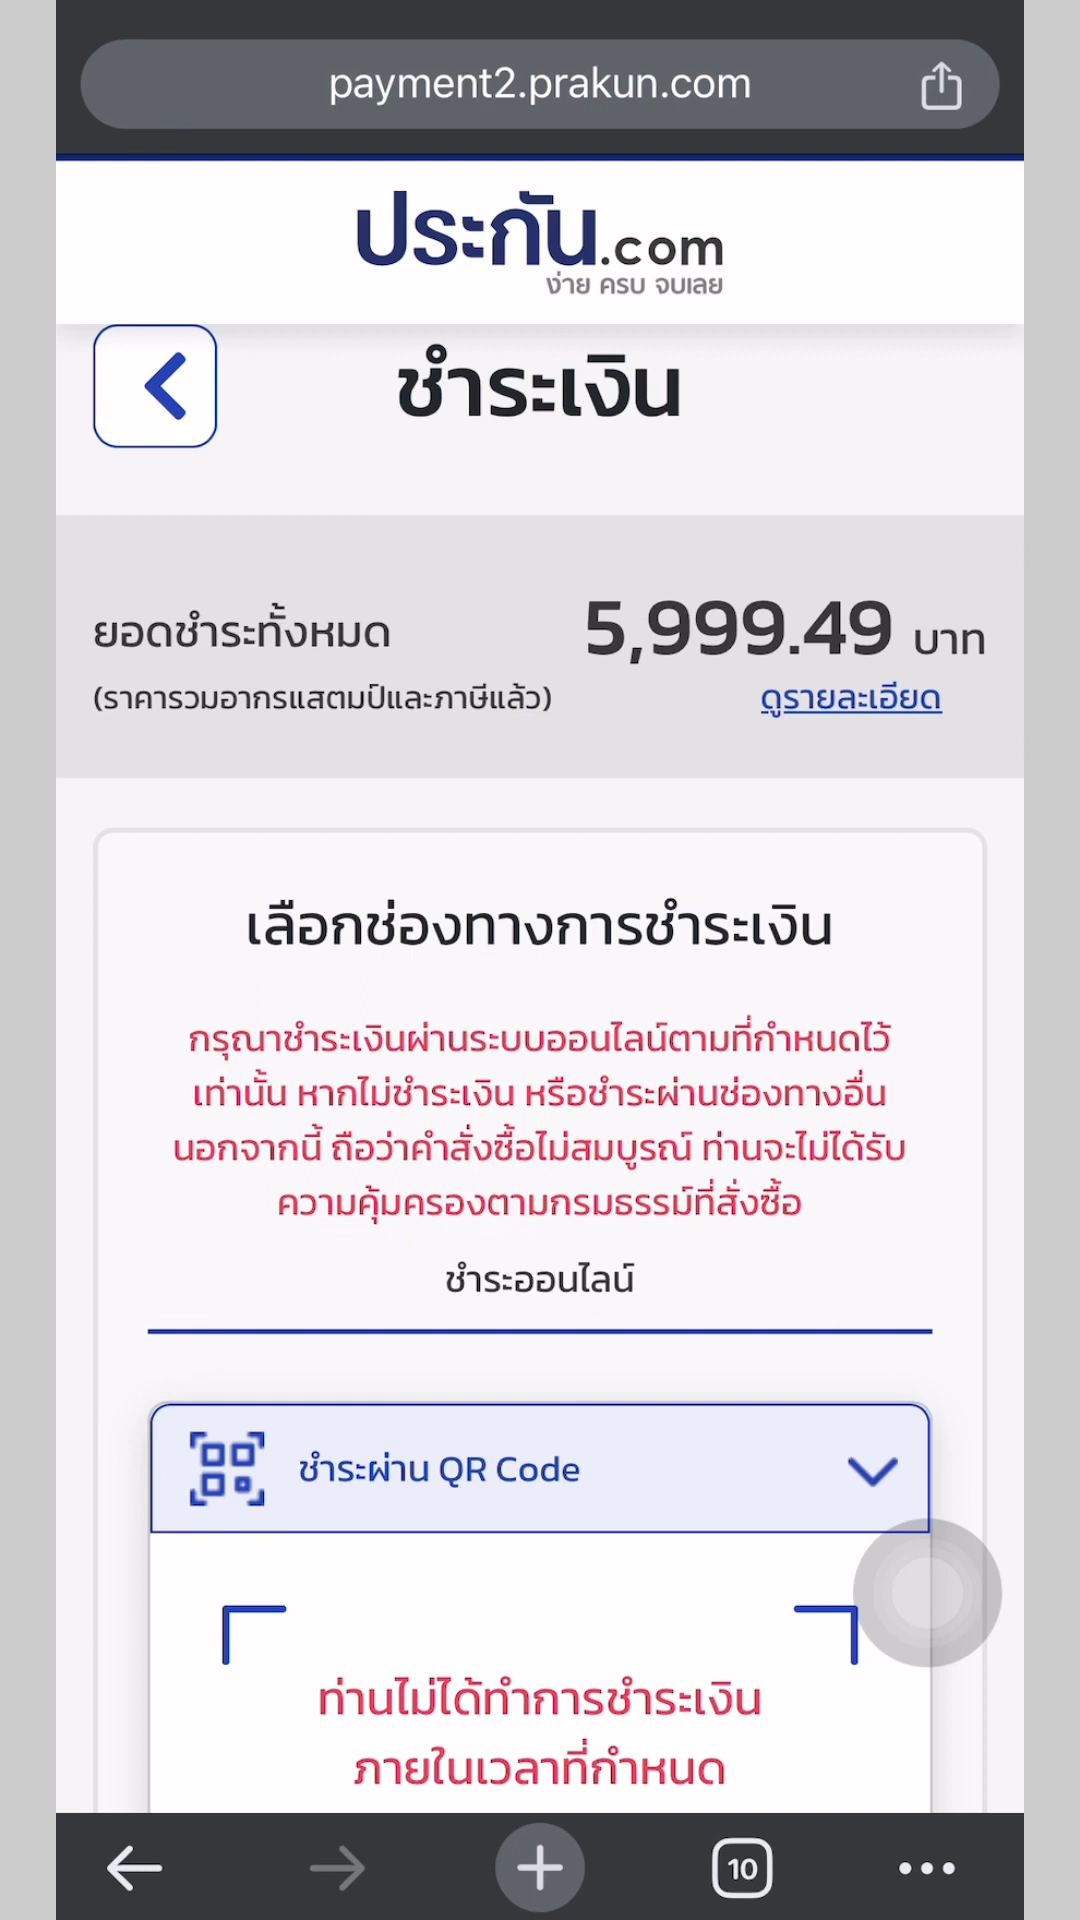 payment2.prakun.com
ประกัน.com
ง่าย ครบ จบเลย
ชำระเงิน
ยอดชำระทั้งหมด
5,999.49 บาท
(ราคารวมอากรแสตมป์และภาษีแล้ว)
ดูรายละเอียด
เลือกช่องทางการชำระเงิน
กรุณาชำระเงินผ่านระบบออนไลน์ตามที่กำหนดไว้
เท่านั้น หากไม่ชำระเงิน หรือชำระผ่านช่องทางอื่น
นอกจากนี้ ถือว่าคำสั่งซื้อไม่สมบูรณ์ ท่านจะไม่ได้รับ
ความคุ้มครองตามกรมธรรม์ที่สั่งซื้อ
ชำระออนไลน์
ชำระผ่าน QR Code
ท่านไม่ได้ทำการชำระเงิน
ภายในเวลาที่กำหนด
10